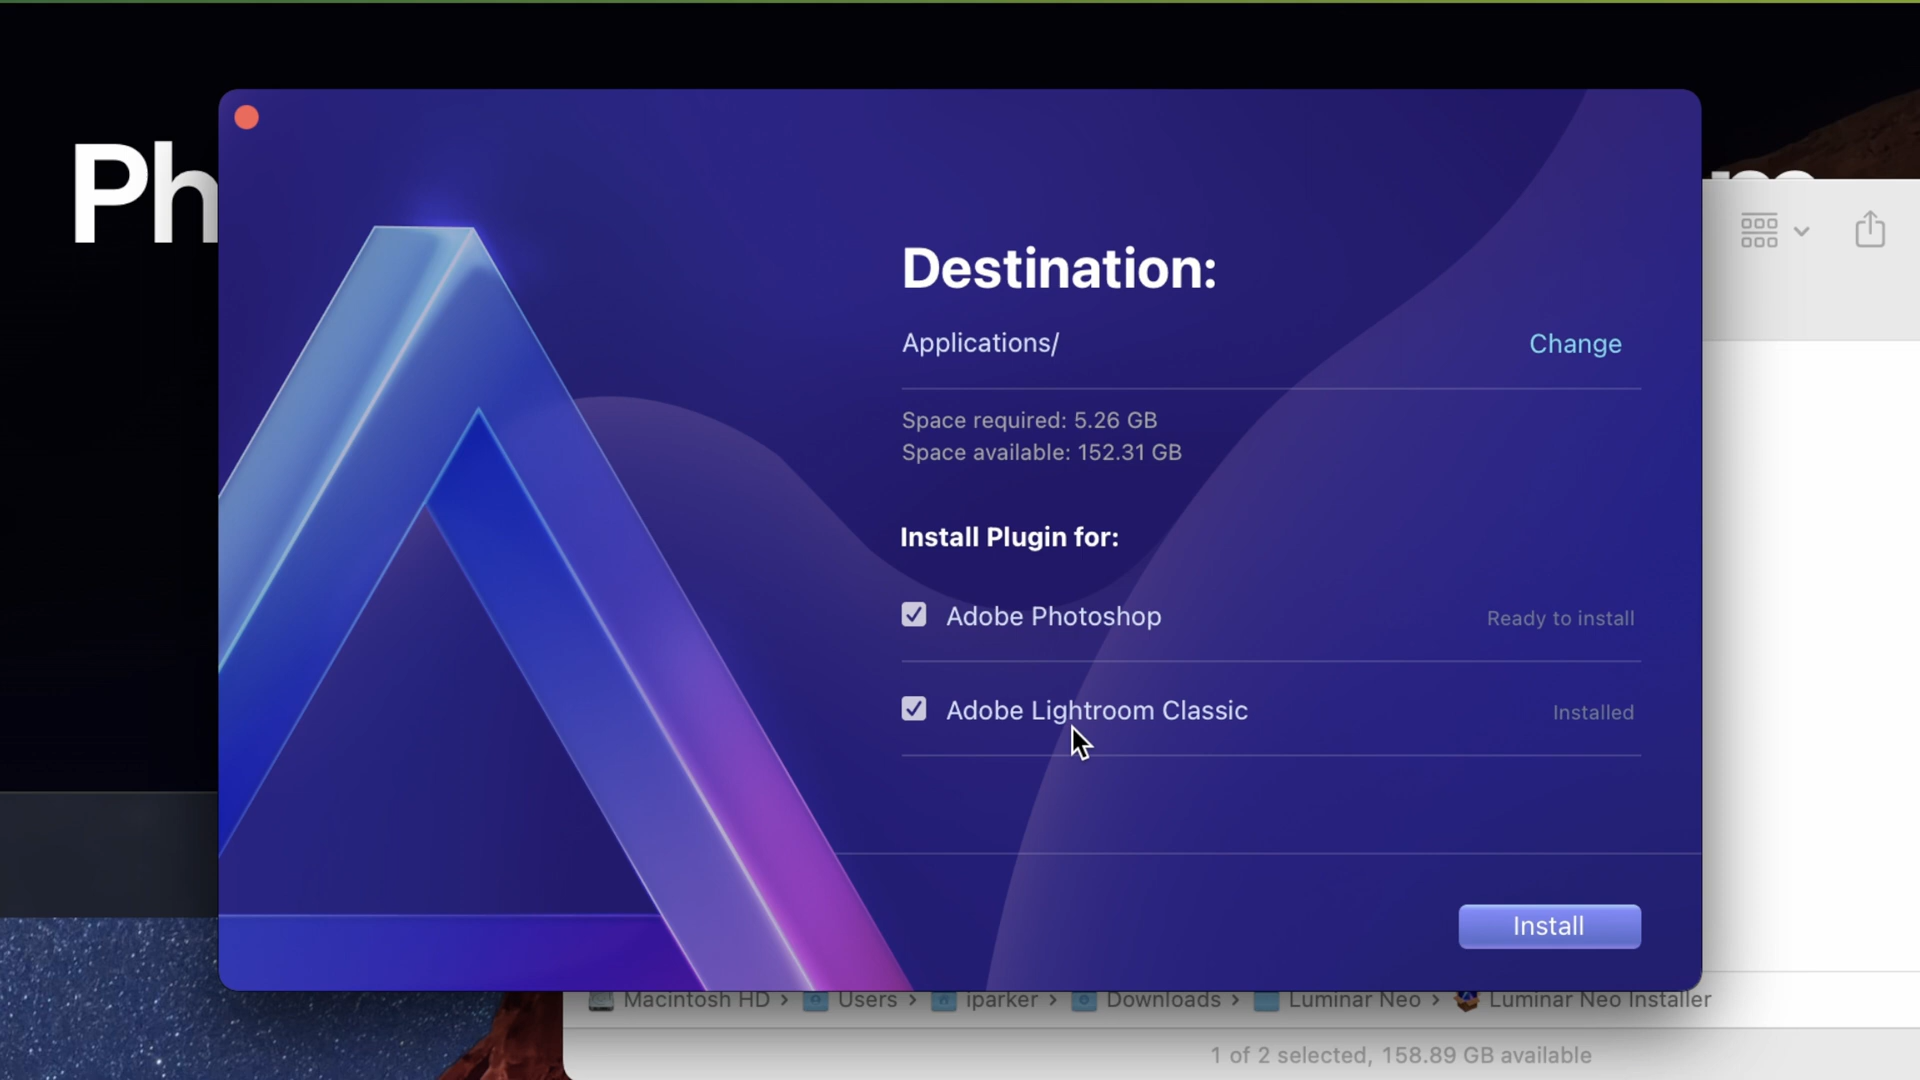 Ph
Destination:
Applications/ Change
Space required: 5.26 GB
Space available: 152.31 GB
Install Plugin for:
Adobe Photoshop Ready to install
Adobe Lightroom Classic Installed
Install
Macintosh HD › Users › iparker › Downloads › Luminar Neo › Luminar Neo Installer
1 of 2 selected, 158.89 GB available